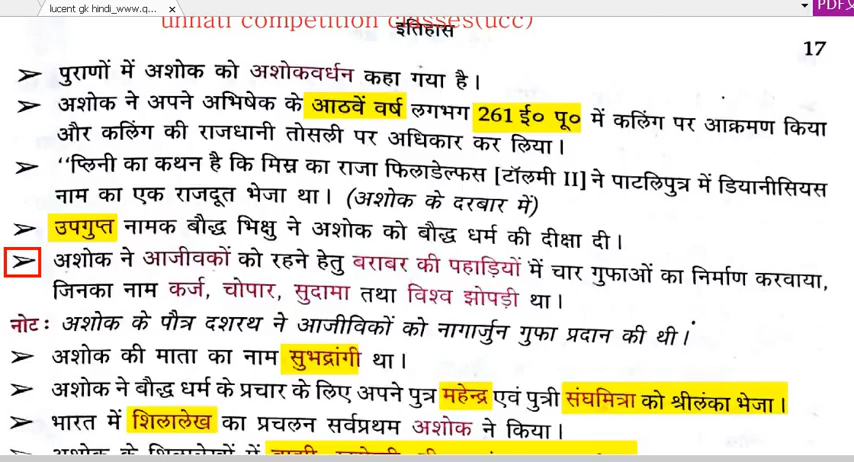 lucent gk hindi_www.q... ×
PDF
unnati competition classes(ucc)
इतिहास
17
➢ पुराणों में अशोक को अशोकवर्धन कहा गया है।
➢ अशोक ने अपने अभिषेक के आठवें वर्ष लगभग 261 ई० पू० में कलिंग पर आक्रमण किया
और कलिंग की राजधानी तोसली पर अधिकार कर लिया।
➢ “प्लिनी का कथन है कि मिस्र का राजा फिलाडेल्फस [टॉलमी II] ने पाटलिपुत्र में डियानीसियस
नाम का एक राजदूत भेजा था। (अशोक के दरबार में)
➢ उपगुप्त नामक बौद्ध भिक्षु ने अशोक को बौद्ध धर्म की दीक्षा दी।
➢ अशोक ने आजीवकों को रहने हेतु बराबर की पहाड़ियों में चार गुफाओं का निर्माण करवाया,
जिनका नाम कर्ज, चोपार, सुदामा तथा विश्व झोपड़ी था।
नोट: अशोक के पौत्र दशरथ ने आजीविकों को नागार्जुन गुफा प्रदान की थी।
➢ अशोक की माता का नाम सुभद्रांगी था।
➢ अशोक ने बौद्ध धर्म के प्रचार के लिए अपने पुत्र महेन्द्र एवं पुत्री संघमित्रा को श्रीलंका भेजा।
➢ भारत में शिलालेख का प्रचलन सर्वप्रथम अशोक ने किया।
➢ अशोक के शिलालेखों में